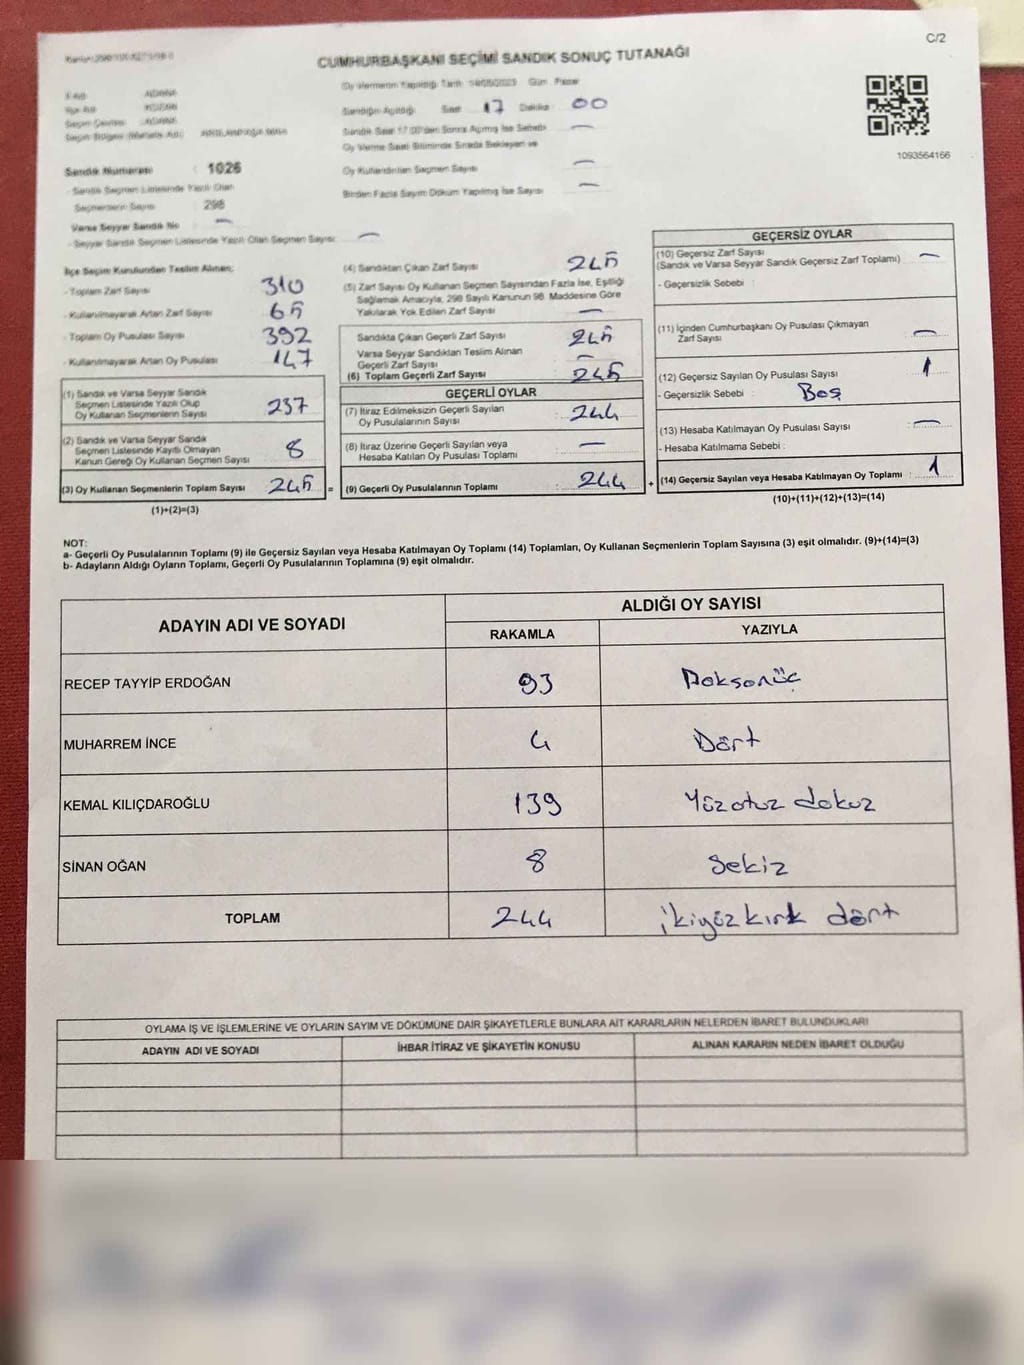 C/2
CUMHURBAŞKANI SEÇİMİ SANDIK SONUÇ TUTANAĞI
Oy Vermenin Yapıldığı Tarih 14/05/2023 Gün Pazar
İl Adı ADANA
Sandığın Açıldığı Saat 17 Dakika 00
İlçe Adı
Seçim Çevresi ADANA
Sandık Saat 17.00'den Sonra Açılmış İse Sebebi —
Seçim Bölgesi (Mahalle Adı)
Oy Verme Saati Bitiminde Sırada Bekleyen ve
Oy Kullandırılan Seçmen Sayısı —
1093564166
Sandık Numarası : 1026
Birden Fazla Sayım Döküm Yapılmış İse Sayısı —
- Sandık Seçmen Listesinde Yazılı Olan
Seçmenlerin Sayısı 298
Varsa Seyyar Sandık No —
- Seyyar Sandık Seçmen Listesinde Yazılı Olan Seçmen Sayısı —
İlçe Seçim Kurulundan Teslim Alınan;
- Toplam Zarf Sayısı 310
- Kullanılmayarak Artan Zarf Sayısı 65
- Toplam Oy Pusulası Sayısı 392
- Kullanılmayarak Artan Oy Pusulası 147
(1) Sandık ve Varsa Seyyar Sandık
Seçmen Listesinde Yazılı Olup
Oy Kullanan Seçmenlerin Sayısı 237
(2) Sandık ve Varsa Seyyar Sandık
Seçmen Listesinde Kayıtlı Olmayan
Kanun Gereği Oy Kullanan Seçmen Sayısı 8
(3) Oy Kullanan Seçmenlerin Toplam Sayısı 245 =
(1)+(2)=(3)
(4) Sandıktan Çıkan Zarf Sayısı 245
(5) Zarf Sayısı Oy Kullanan Seçmen Sayısından Fazla İse, Eşitliği
Sağlamak Amacıyla, 298 Sayılı Kanunun 98. Maddesine Göre
Yakılarak Yok Edilen Zarf Sayısı —
Sandıkta Çıkan Geçerli Zarf Sayısı 245
Varsa Seyyar Sandıktan Teslim Alınan
Geçerli Zarf Sayısı —
(6) Toplam Geçerli Zarf Sayısı 245
GEÇERLİ OYLAR
(7) İtiraz Edilmeksizin Geçerli Sayılan
Oy Pusulalarının Sayısı : 244
(8) İtiraz Üzerine Geçerli Sayılan veya
Hesaba Katılan Oy Pusulası Toplamı —
(9) Geçerli Oy Pusulalarının Toplamı : 244 +
GEÇERSİZ OYLAR
(10) Geçersiz Zarf Sayısı
(Sandık ve Varsa Seyyar Sandık Geçersiz Zarf Toplamı) —
- Geçersizlik Sebebi :
(11) İçinden Cumhurbaşkanı Oy Pusulası Çıkmayan
Zarf Sayısı —
(12) Geçersiz Sayılan Oy Pusulası Sayısı 1
- Geçersizlik Sebebi : Boş
(13) Hesaba Katılmayan Oy Pusulası Sayısı —
- Hesaba Katılmama Sebebi :
(14) Geçersiz Sayılan veya Hesaba Katılmayan Oy Toplamı : 1
(10)+(11)+(12)+(13)=(14)
NOT:
a- Geçerli Oy Pusulalarının Toplamı (9) ile Geçersiz Sayılan veya Hesaba Katılmayan Oy Toplamı (14) Toplamları, Oy Kullanan Seçmenlerin Toplam Sayısına (3) eşit olmalıdır. (9)+(14)=(3)
b- Adayların Aldığı Oyların Toplamı, Geçerli Oy Pusulalarının Toplamına (9) eşit olmalıdır.
ADAYIN ADI VE SOYADI
ALDIĞI OY SAYISI
RAKAMLA YAZIYLA
RECEP TAYYİP ERDOĞAN 93 Doksanüç
MUHARREM İNCE 4 Dört
KEMAL KILIÇDAROĞLU 139 Yüzotuz dokuz
SİNAN OĞAN 8 Sekiz
TOPLAM 244 ikiyüz kırk dört
OYLAMA İŞ VE İŞLEMLERİNE VE OYLARIN SAYIM VE DÖKÜMÜNE DAİR ŞİKAYETLERLE BUNLARA AİT KARARLARIN NELERDEN İBARET BULUNDUKLARI
ADAYIN ADI VE SOYADI İHBAR İTİRAZ VE ŞİKAYETİN KONUSU ALINAN KARARIN NEDEN İBARET OLDUĞU